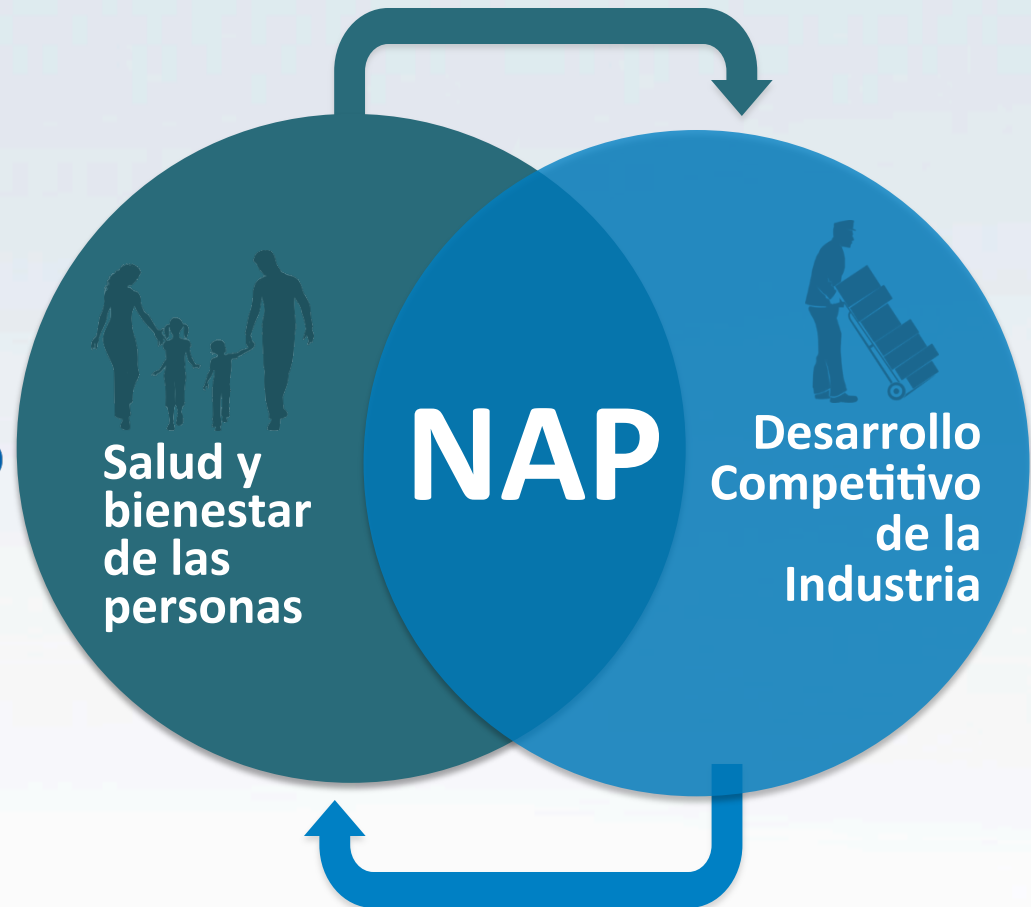 Salud y
bienestar
de las
personas
NAP
Desarrollo
Competitivo
de la
Industria